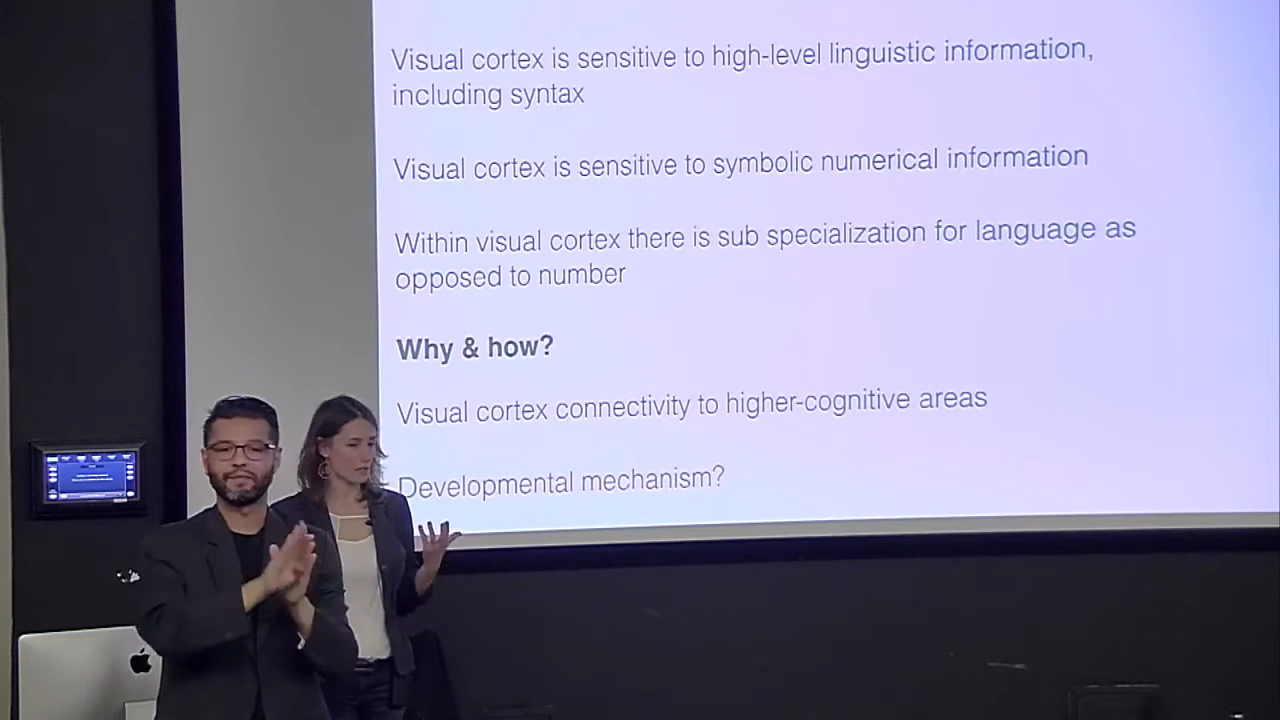 Visual cortex is sensitive to high-level linguistic information,
including syntax
Visual cortex is sensitive to symbolic numerical information
Within visual cortex there is sub specialization for language as
opposed to number
Why & how?
Visual cortex connectivity to higher-cognitive areas
Developmental mechanism?